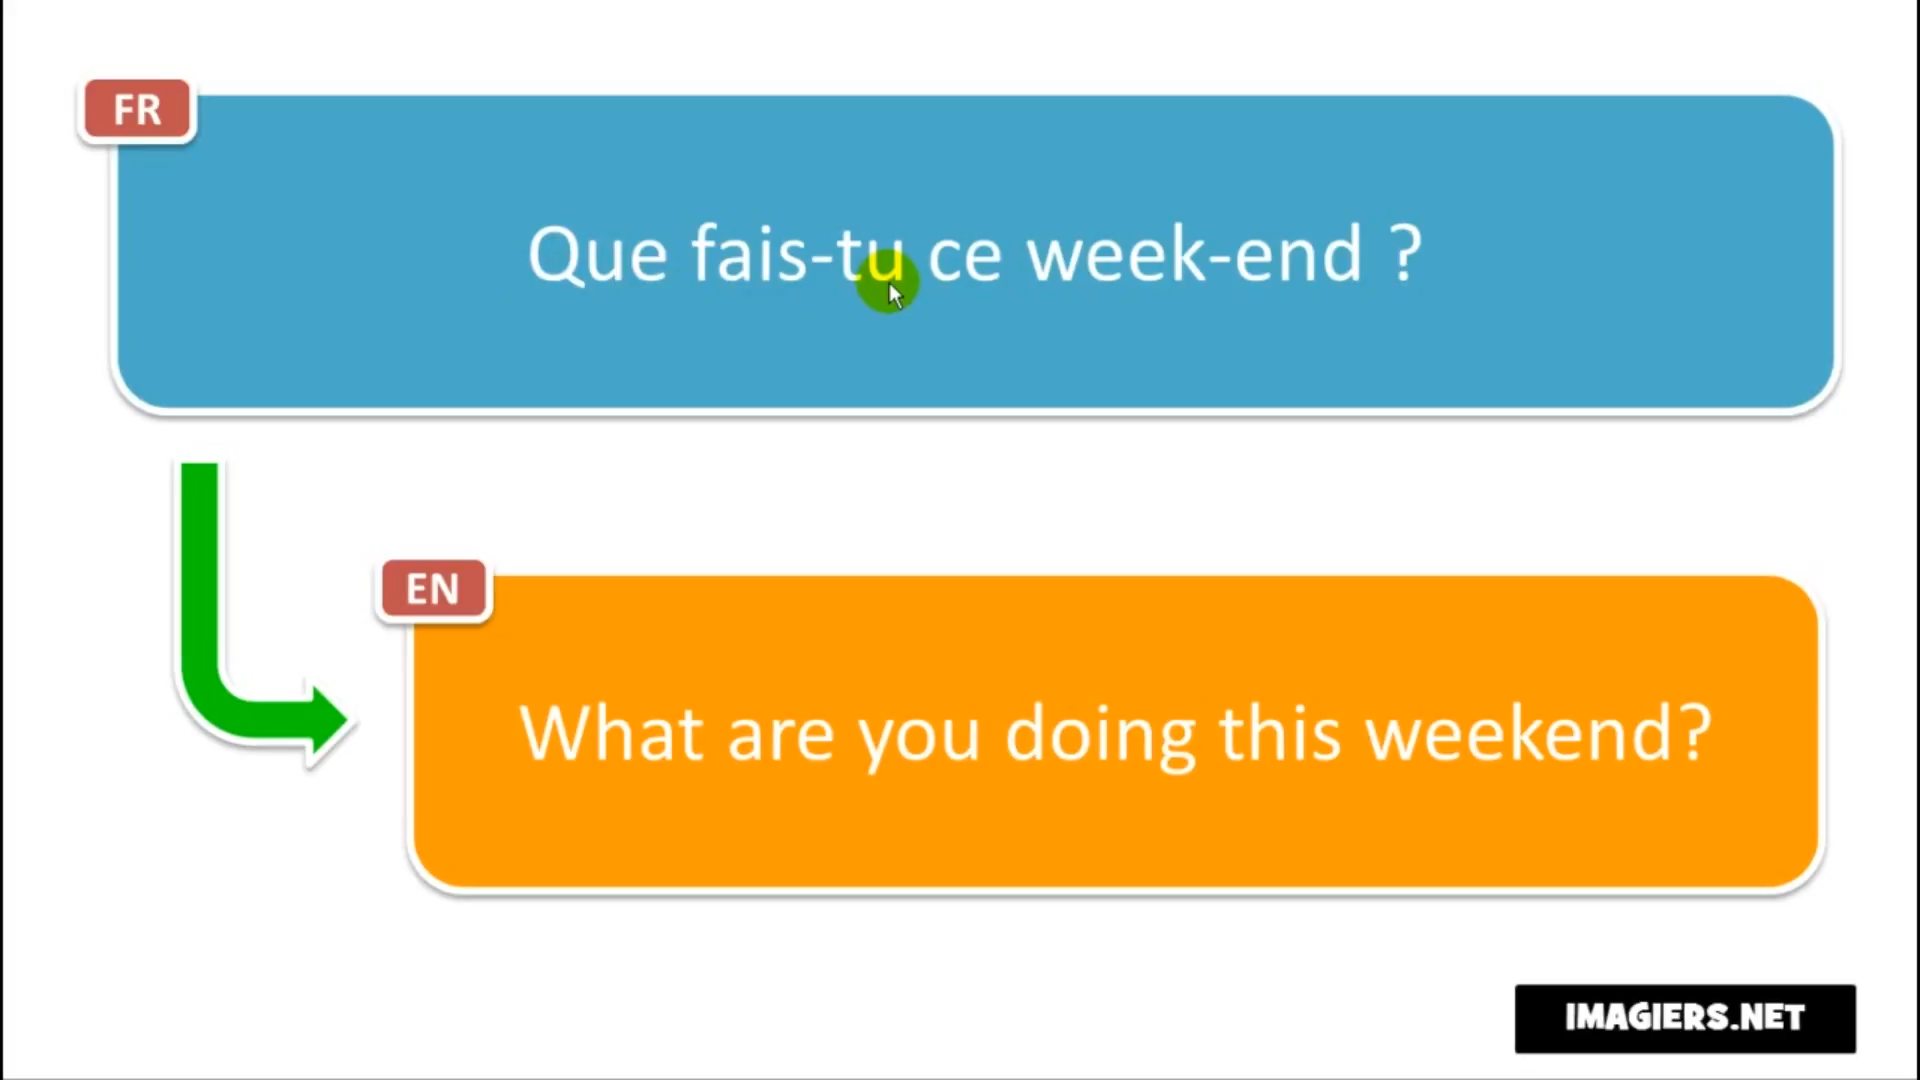 FR
Que fais-tu ce week-end ?
EN
What are you doing this weekend?
IMAGIERS.NET